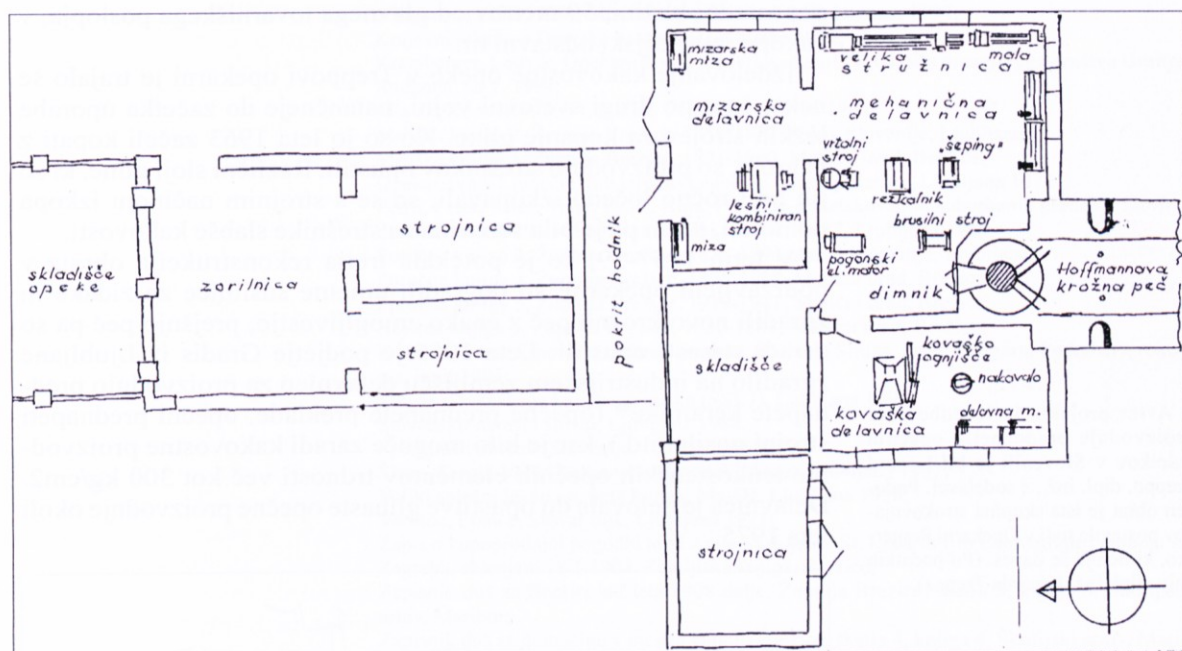 skladišče
opeke
zorilnica
strojnica
strojnica
pokrit hodnik
mizarska
miza
mizarska
delavnica
lesni
kombiniran
stroj
miza
skladišče
strojnica
velika
mala
stružnica
mehanična
delavnica
vrtalni
stroj
"šeping"
rezkalnik
brusilni stroj
pogonski
el. motor
dimnik
Hoffmannova
krožna peč
kovaško
ognjišče
nakovalo
kovaška
delavnica
delovna m.